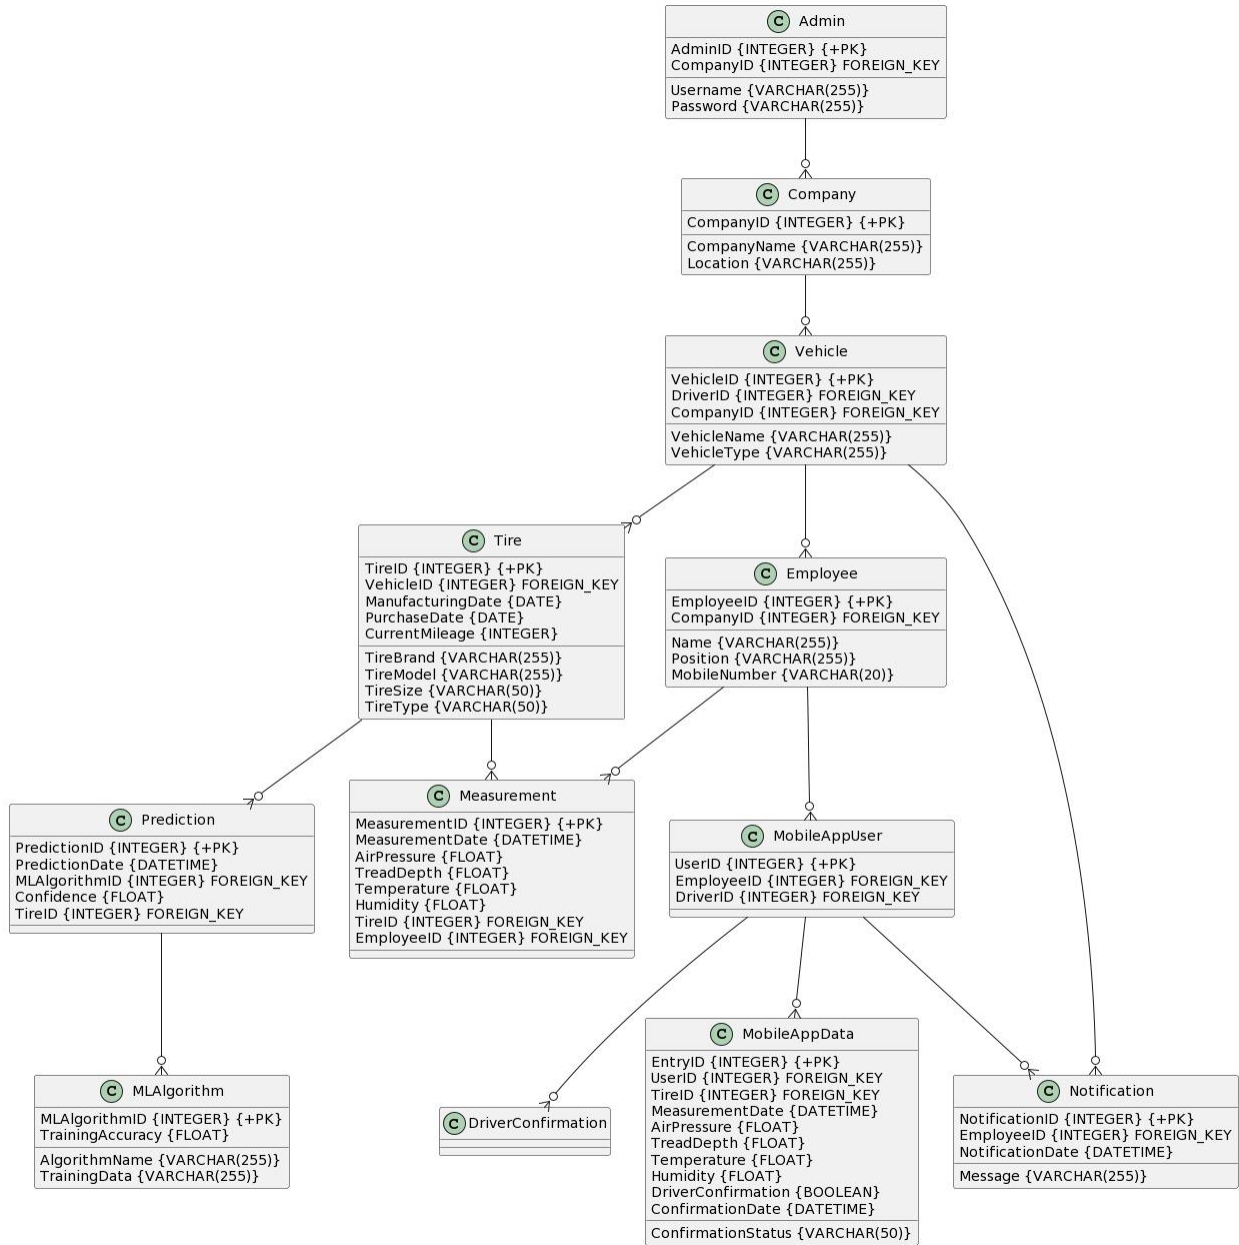 C Admin
AdminID {INTEGER} {+PK}
CompanyID {INTEGER} FOREIGN_KEY
Username {VARCHAR(255)}
Password {VARCHAR(255)}
C Company
CompanyID {INTEGER} {+PK}
CompanyName {VARCHAR(255)}
Location {VARCHAR(255)}
C Vehicle
VehicleID {INTEGER} {+PK}
DriverID {INTEGER} FOREIGN_KEY
CompanyID {INTEGER} FOREIGN_KEY
VehicleName {VARCHAR(255)}
VehicleType {VARCHAR(255)}
C Tire
TireID {INTEGER} {+PK}
VehicleID {INTEGER} FOREIGN_KEY
ManufacturingDate {DATE}
PurchaseDate {DATE}
CurrentMileage {INTEGER}
TireBrand {VARCHAR(255)}
TireModel {VARCHAR(255)}
TireSize {VARCHAR(50)}
TireType {VARCHAR(50)}
C Employee
EmployeeID {INTEGER} {+PK}
CompanyID {INTEGER} FOREIGN_KEY
Name {VARCHAR(255)}
Position {VARCHAR(255)}
MobileNumber {VARCHAR(20)}
C Prediction
PredictionID {INTEGER} {+PK}
PredictionDate {DATETIME}
MLAlgorithmID {INTEGER} FOREIGN_KEY
Confidence {FLOAT}
TireID {INTEGER} FOREIGN_KEY
C Measurement
MeasurementID {INTEGER} {+PK}
MeasurementDate {DATETIME}
AirPressure {FLOAT}
TreadDepth {FLOAT}
Temperature {FLOAT}
Humidity {FLOAT}
TireID {INTEGER} FOREIGN_KEY
EmployeeID {INTEGER} FOREIGN_KEY
C MobileAppUser
UserID {INTEGER} {+PK}
EmployeeID {INTEGER} FOREIGN_KEY
DriverID {INTEGER} FOREIGN_KEY
C MLAlgorithm
MLAlgorithmID {INTEGER} {+PK}
TrainingAccuracy {FLOAT}
AlgorithmName {VARCHAR(255)}
TrainingData {VARCHAR(255)}
C DriverConfirmation
C MobileAppData
EntryID {INTEGER} {+PK}
UserID {INTEGER} FOREIGN_KEY
TireID {INTEGER} FOREIGN_KEY
MeasurementDate {DATETIME}
AirPressure {FLOAT}
TreadDepth {FLOAT}
Temperature {FLOAT}
Humidity {FLOAT}
DriverConfirmation {BOOLEAN}
ConfirmationDate {DATETIME}
ConfirmationStatus {VARCHAR(50)}
C Notification
NotificationID {INTEGER} {+PK}
EmployeeID {INTEGER} FOREIGN_KEY
NotificationDate {DATETIME}
Message {VARCHAR(255)}